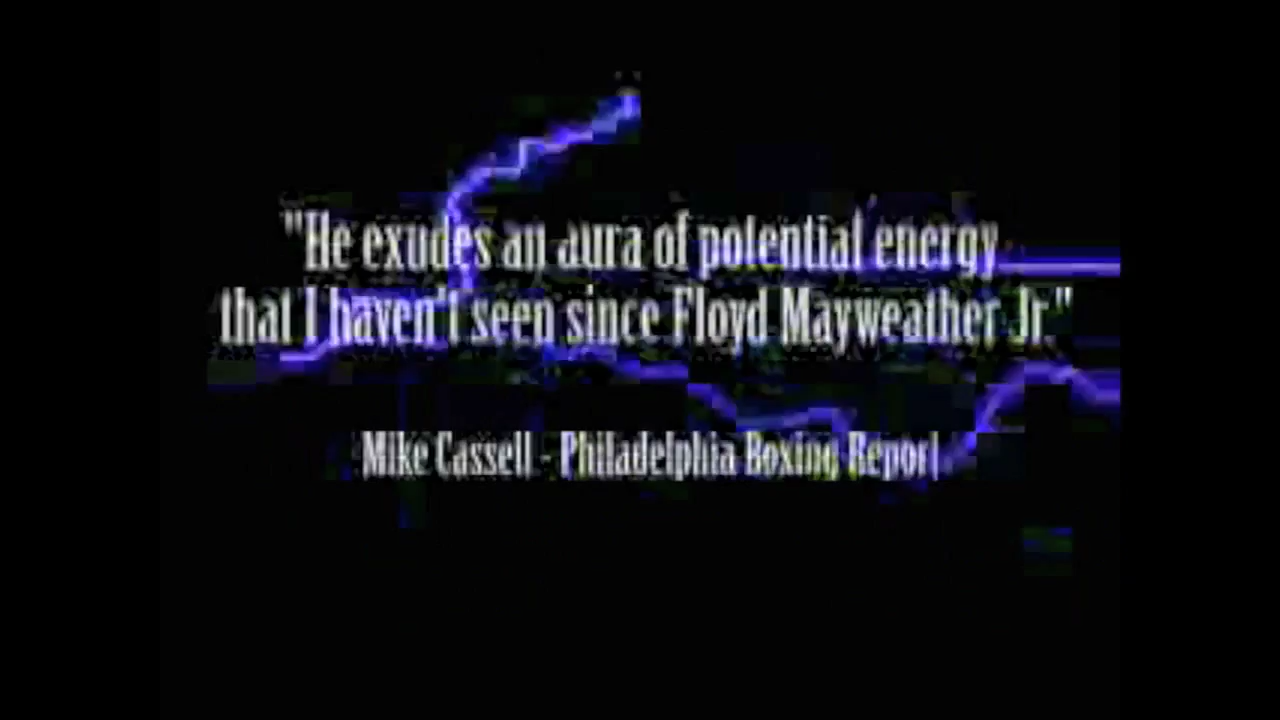 "He exudes an aura of potential energy
that I haven't seen since Floyd Mayweather Jr."
Mike Cassell - Philadelphia Boxing Report